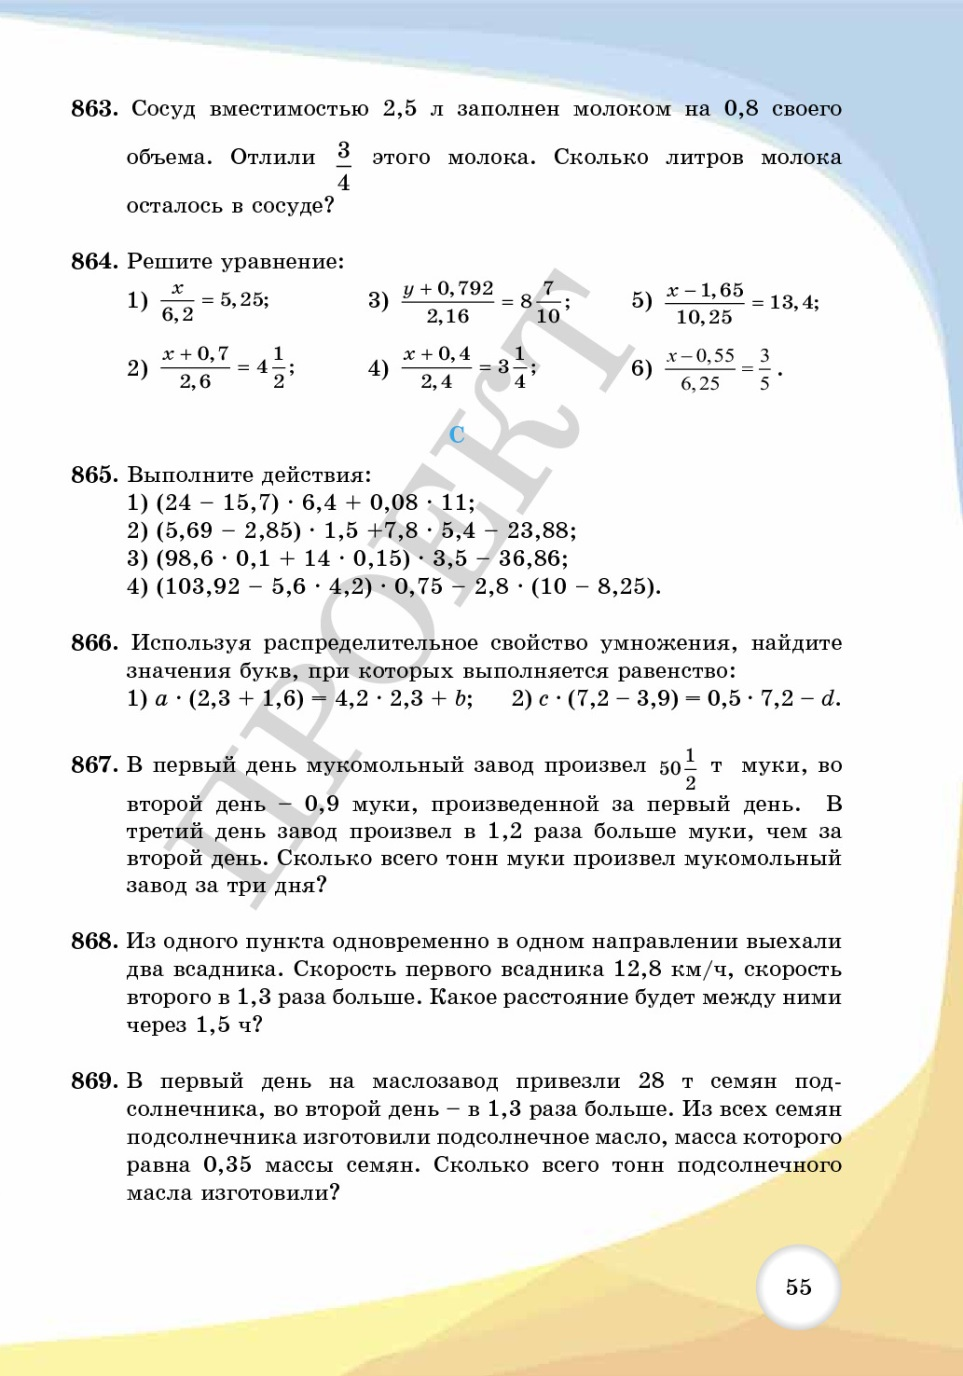 863. Сосуд вместимостью 2,5 л заполнен молоком на 0,8 своего
объема. Отлили 3/4 этого молока. Сколько литров молока
осталось в сосуде?
864. Решите уравнение:
1) x/6,2 = 5,25; 3) (y + 0,792)/2,16 = 8 7/10; 5) (x − 1,65)/10,25 = 13,4;
2) (x + 0,7)/2,6 = 4 1/2; 4) (x + 0,4)/2,4 = 3 1/4; 6) (x − 0,55)/6,25 = 3/5.
С
865. Выполните действия:
1) (24 − 15,7) · 6,4 + 0,08 · 11;
2) (5,69 − 2,85) · 1,5 +7,8 · 5,4 − 23,88;
3) (98,6 · 0,1 + 14 · 0,15) · 3,5 − 36,86;
4) (103,92 − 5,6 · 4,2) · 0,75 − 2,8 · (10 − 8,25).
866. Используя распределительное свойство умножения, найдите
значения букв, при которых выполняется равенство:
1) a · (2,3 + 1,6) = 4,2 · 2,3 + b; 2) c · (7,2 − 3,9) = 0,5 · 7,2 − d.
867. В первый день мукомольный завод произвел 50 1/2 т муки, во
второй день – 0,9 муки, произведенной за первый день. В
третий день завод произвел в 1,2 раза больше муки, чем за
второй день. Сколько всего тонн муки произвел мукомольный
завод за три дня?
868. Из одного пункта одновременно в одном направлении выехали
два всадника. Скорость первого всадника 12,8 км/ч, скорость
второго в 1,3 раза больше. Какое расстояние будет между ними
через 1,5 ч?
869. В первый день на маслозавод привезли 28 т семян под-
солнечника, во второй день – в 1,3 раза больше. Из всех семян
подсолнечника изготовили подсолнечное масло, масса которого
равна 0,35 массы семян. Сколько всего тонн подсолнечного
масла изготовили?
55
ПРОЕКТ